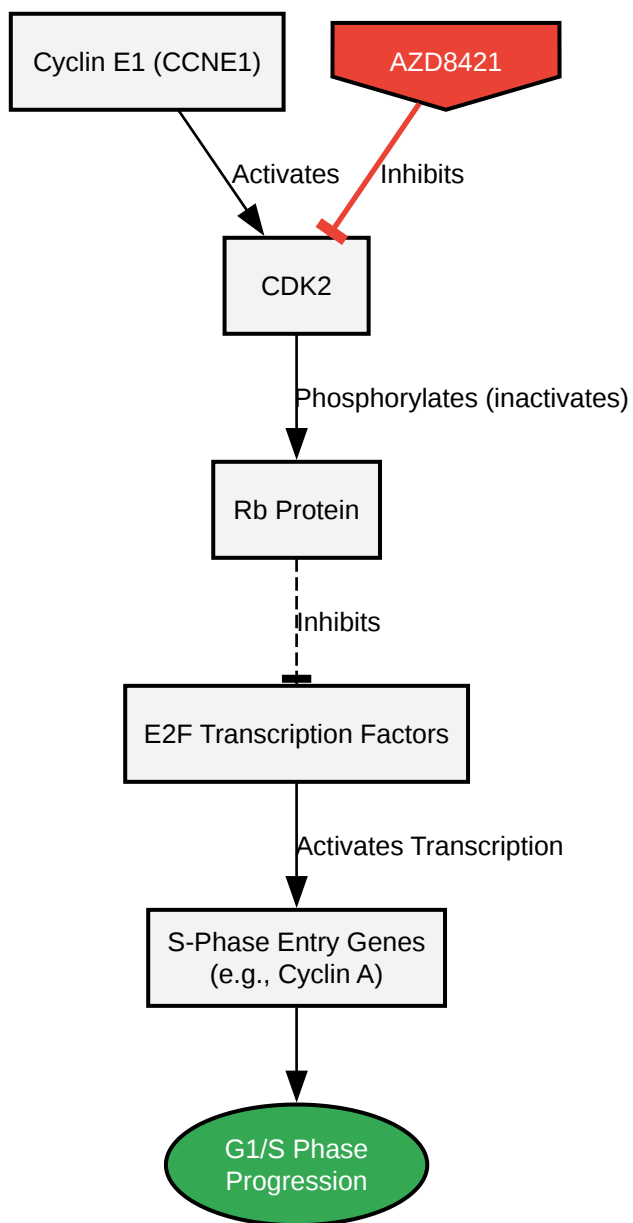 Cyclin E1 (CCNE1)
AZD8421
Activates
Inhibits
CDK2
Phosphorylates (inactivates)
Rb Protein
Inhibits
E2F Transcription Factors
Activates Transcription
S-Phase Entry Genes
(e.g., Cyclin A)
G1/S Phase
Progression